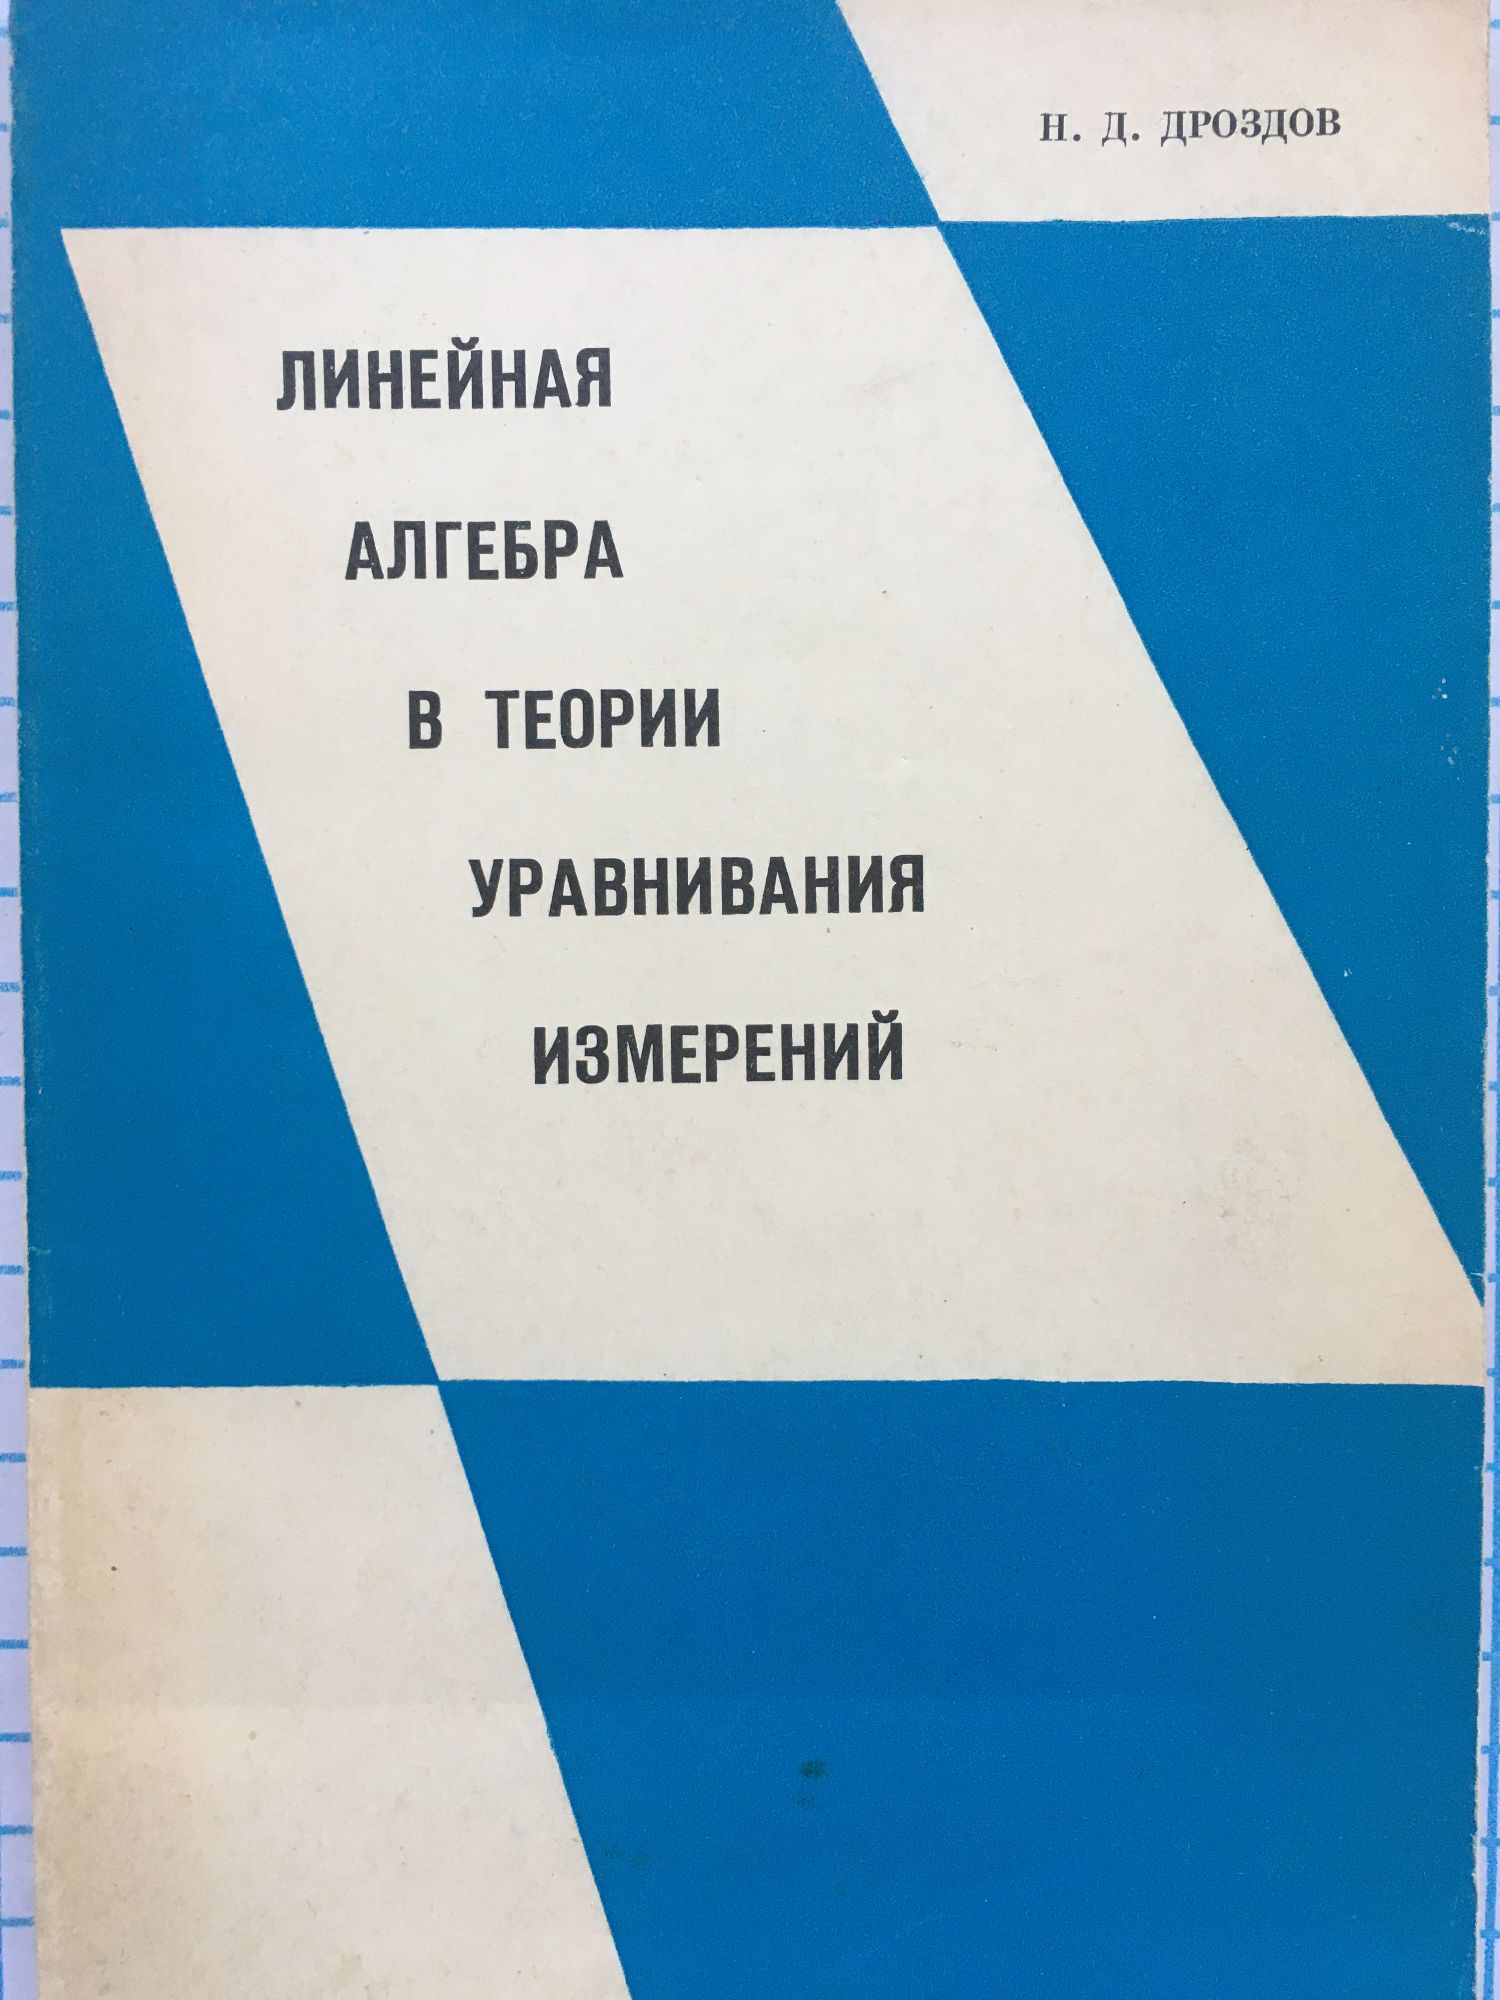 Н. Д. ДРОЗДОВ
ЛИНЕЙНАЯ
АЛГЕБРА
В ТЕОРИИ
УРАВНИВАНИЯ
ИЗМЕРЕНИЙ